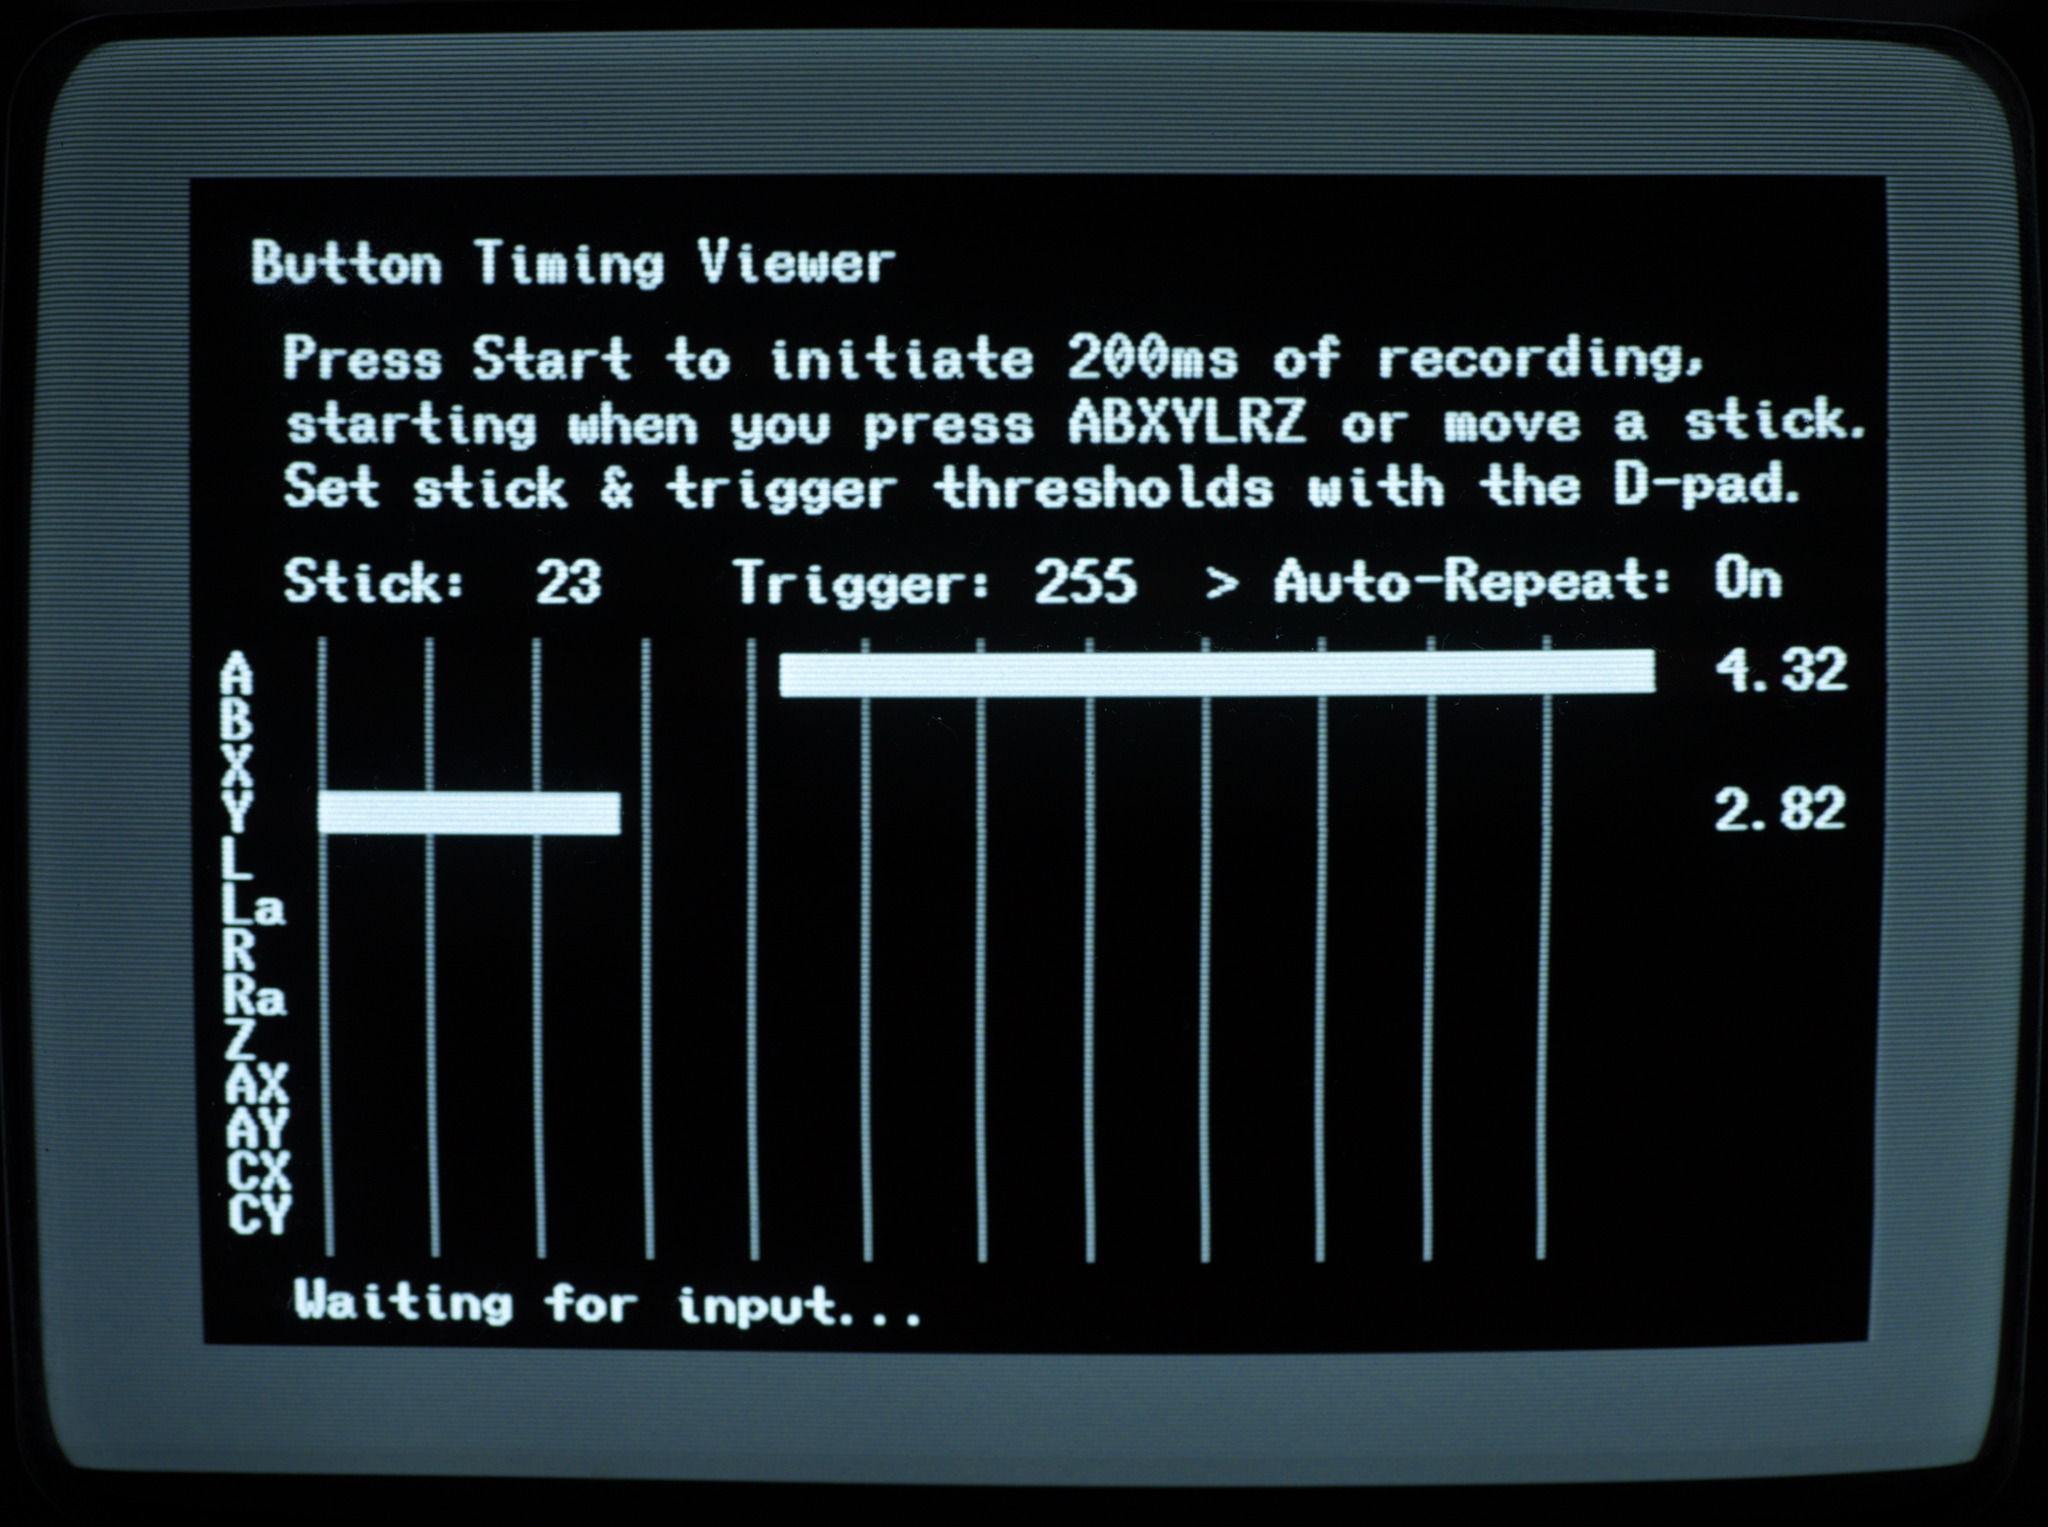 Button Timing Viewer
Press Start to initiate 200ms of recording,
starting when you press ABXYLRZ or move a stick.
Set stick & trigger thresholds with the D-pad.
Stick: 23 Trigger: 255 > Auto-Repeat: On
A 4.32
B
X
Y 2.82
L
La
R
Ra
Z
AX
AY
CX
CY
Waiting for input...